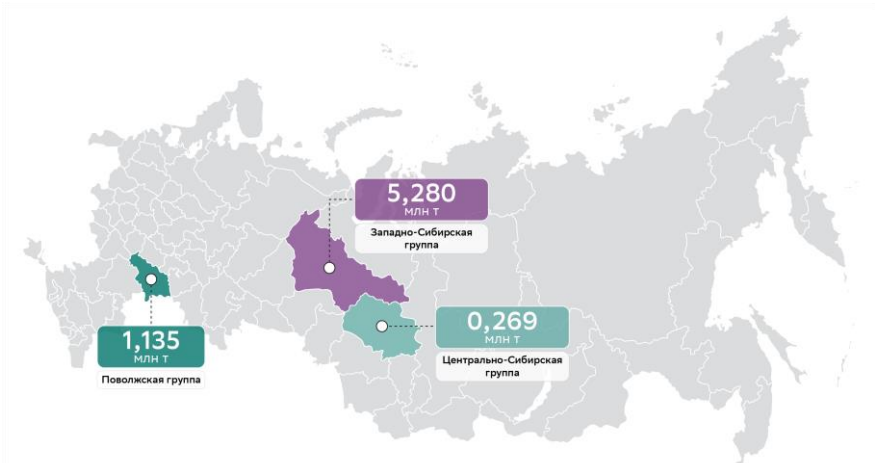 5,280
млн т
Западно-Сибирская
группа
0,269
млн т
Центрально-Сибирская
группа
1,135
млн т
Поволжская группа